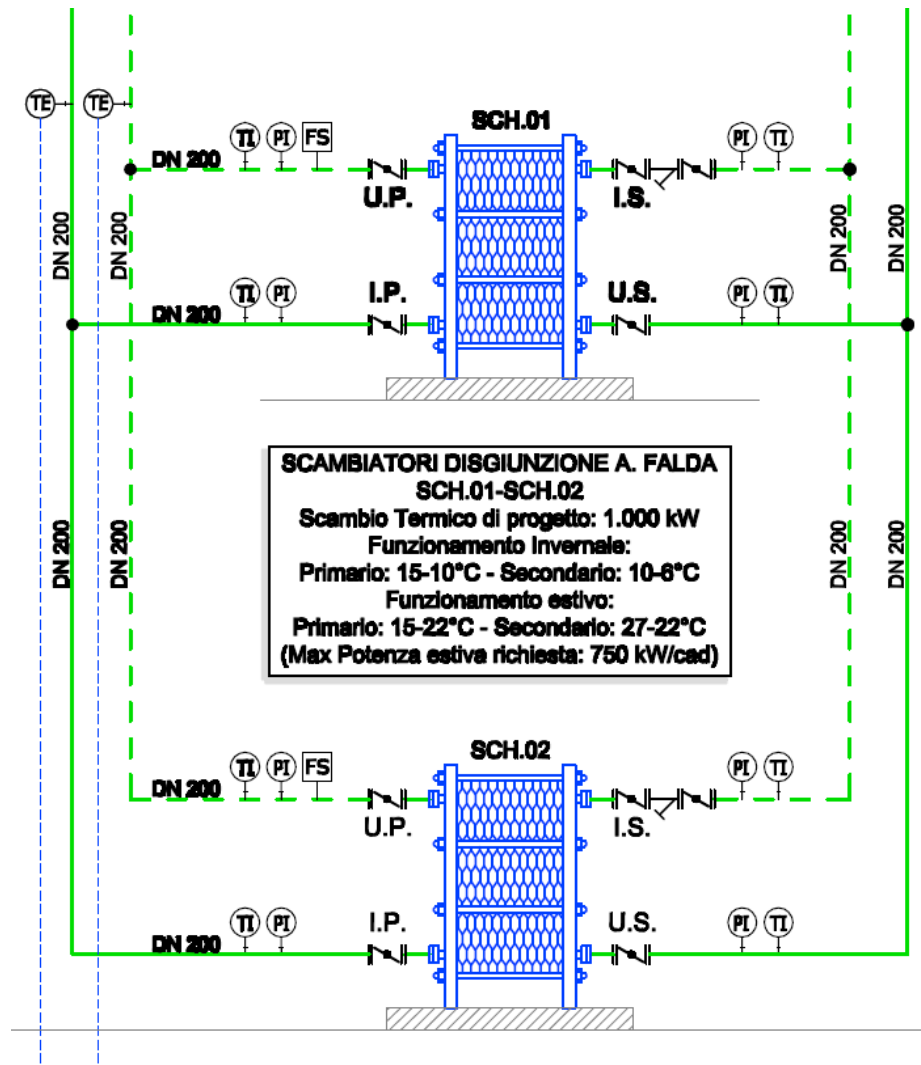 TE TE
SCH.01
TI PI FS PI TI
DN 200
U.P. I.S.
DN 200 DN 200 DN 200 DN 200
TI PI I.P. U.S. PI TI
DN 200
SCAMBIATORI DISGIUNZIONE A. FALDA
SCH.01-SCH.02
Scambio Termico di progetto: 1.000 kW
Funzionamento Invernale:
Primario: 15-10°C - Secondario: 10-6°C
Funzionamento estivo:
Primario: 15-22°C - Secondario: 27-22°C
(Max Potenza estiva richiesta: 750 kW/cad)
DN 200 DN 200 DN 200 DN 200
SCH.02
TI PI FS PI TI
DN 200
U.P. I.S.
TI PI I.P. U.S. PI TI
DN 200